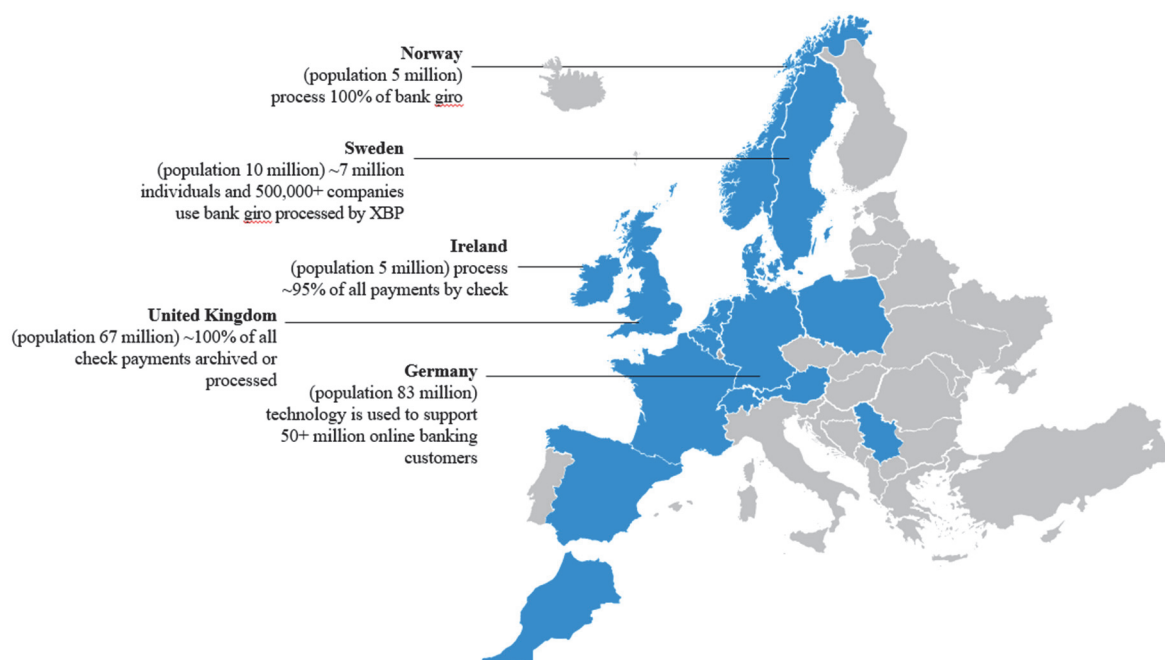 Norway
(population 5 million)
process 100% of bank giro
Sweden
(population 10 million) ~7 million
individuals and 500,000+ companies
use bank giro processed by XBP
Ireland
(population 5 million) process
~95% of all payments by check
United Kingdom
(population 67 million) ~100% of all
check payments archived or
processed
Germany
(population 83 million)
technology is used to support
50+ million online banking
customers